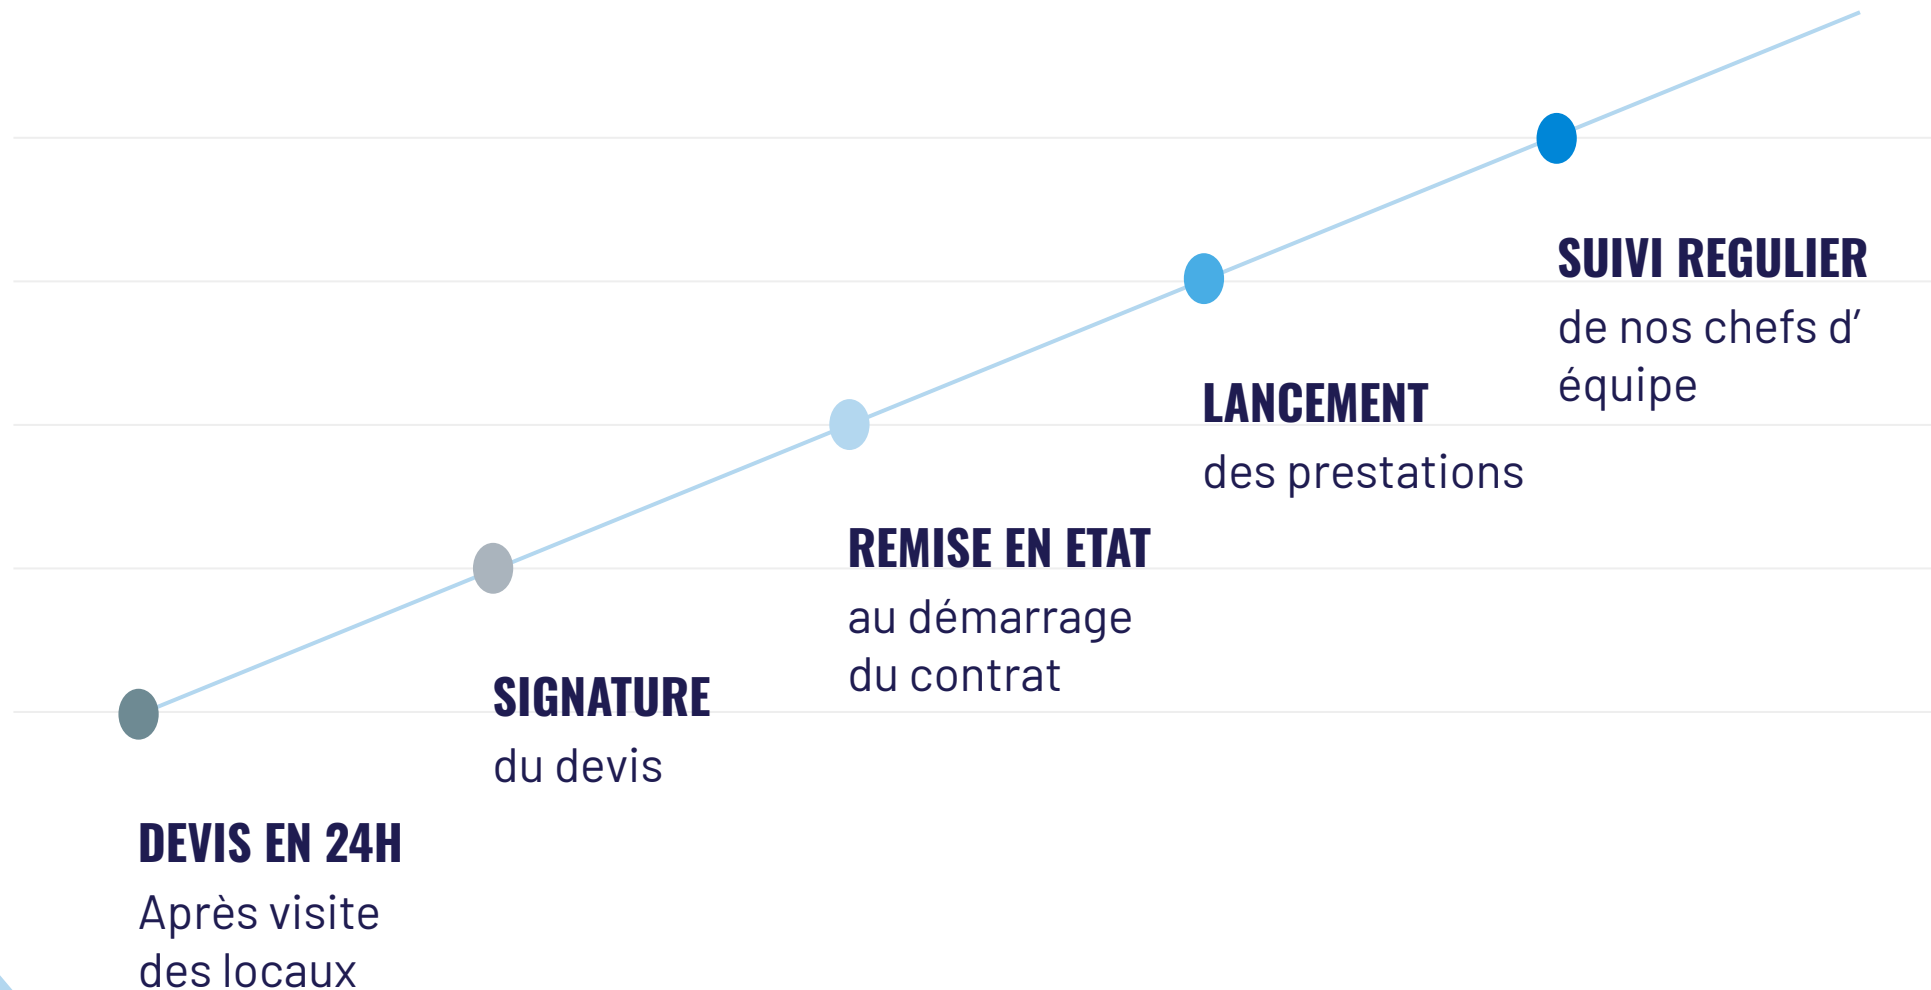 DEVIS EN 24H
Après visite
des locaux
SIGNATURE
du devis
REMISE EN ETAT
au démarrage
du contrat
LANCEMENT
des prestations
SUIVI REGULIER
de nos chefs d’
équipe